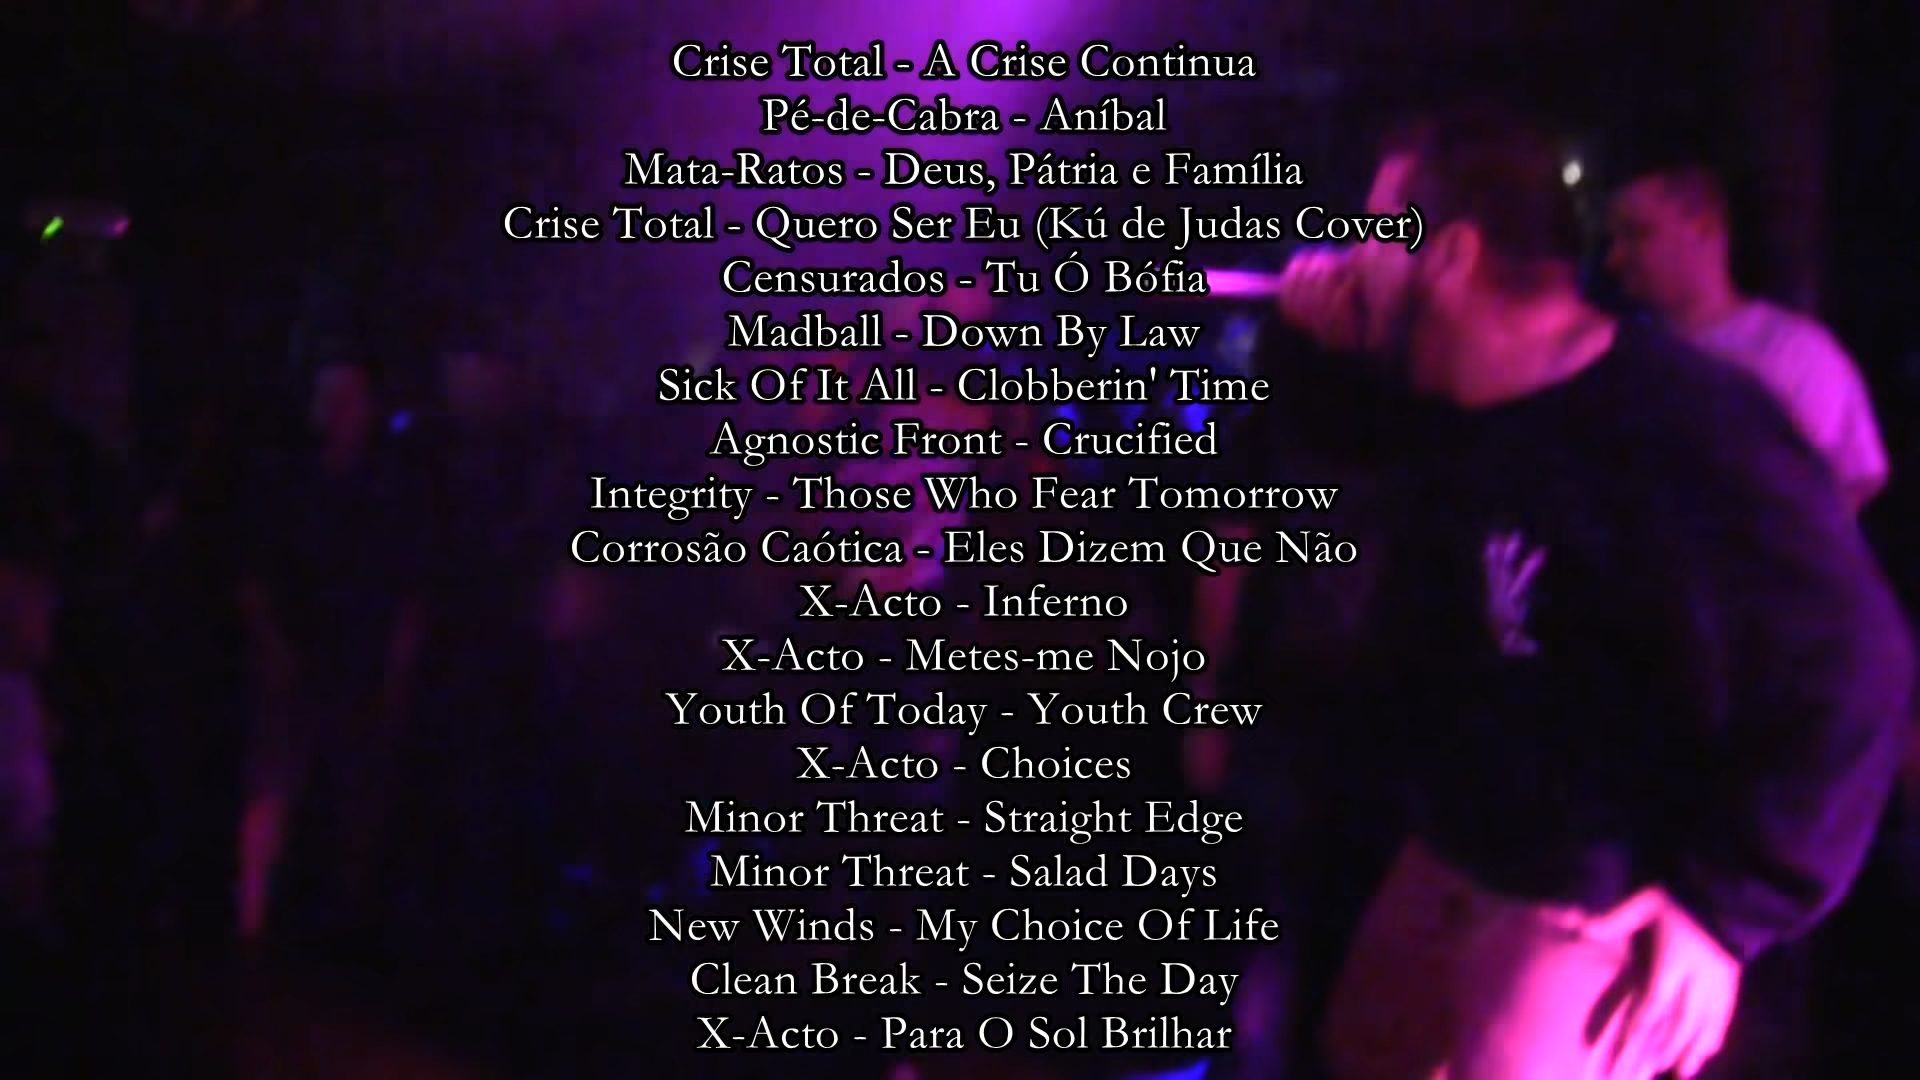 Crise Total - A Crise Continua
Pé-de-Cabra - Aníbal
Mata-Ratos - Deus, Pátria e Família
Crise Total - Quero Ser Eu (Kú de Judas Cover)
Censurados - Tu Ó Bófia
Madball - Down By Law
Sick Of It All - Clobberin' Time
Agnostic Front - Crucified
Integrity - Those Who Fear Tomorrow
Corrosão Caótica - Eles Dizem Que Não
X-Acto - Inferno
X-Acto - Metes-me Nojo
Youth Of Today - Youth Crew
X-Acto - Choices
Minor Threat - Straight Edge
Minor Threat - Salad Days
New Winds - My Choice Of Life
Clean Break - Seize The Day
X-Acto - Para O Sol Brilhar